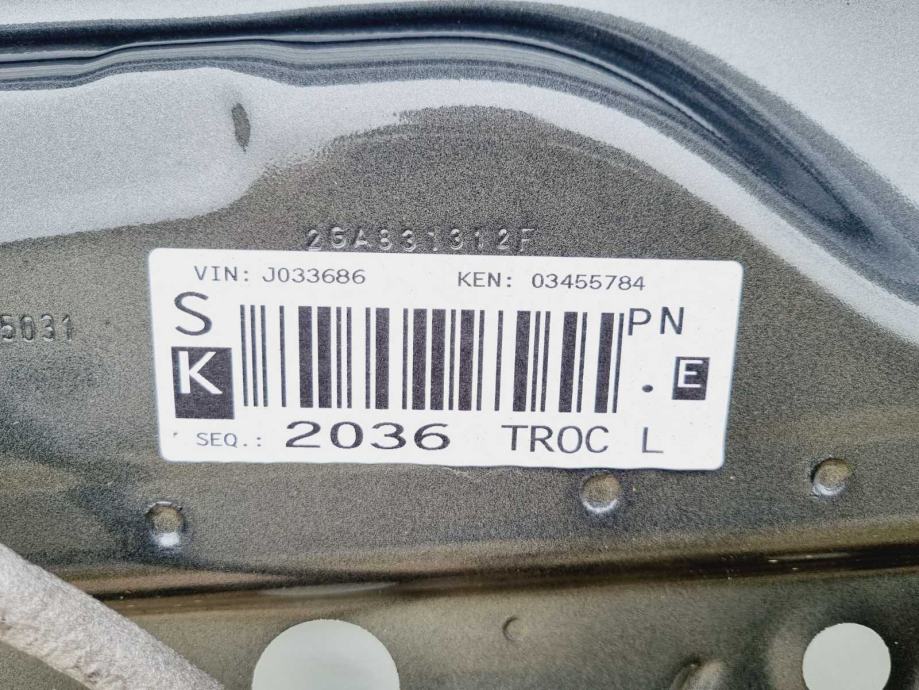 2GA831312F
VIN: J033686 KEN: 03455784
S PN
5031
K . E
SEQ.: 2036 TROC L